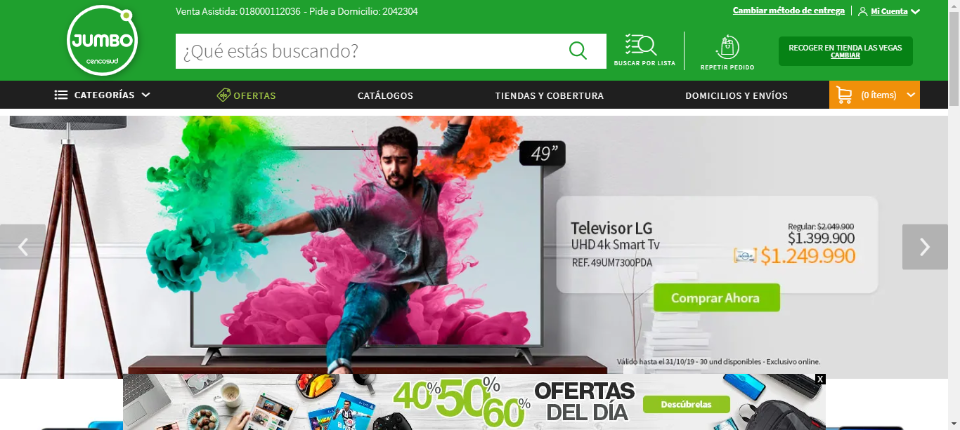 Venta Asistida: 018000112036 - Pide a Domicilio: 2042304
Cambiar método de entrega
Mi Cuenta
JUMBO
cencosud
¿Qué estás buscando?
BUSCAR POR LISTA
REPETIR PEDIDO
RECOGER EN TIENDA LAS VEGAS
CAMBIAR
CATEGORÍAS
OFERTAS
CATÁLOGOS
TIENDAS Y COBERTURA
DOMICILIOS Y ENVÍOS
(0 ítems)
49”
Televisor LG
UHD 4k Smart Tv
REF. 49UM7300PDA
Regular: $2.049.900
$1.399.900
$1.249.990
Comprar Ahora
Válido hasta el 31/10/19 - 30 und disponibles - Exclusivo online.
X
40% 50% 60%
OFERTAS
DEL DÍA
Descúbrelas